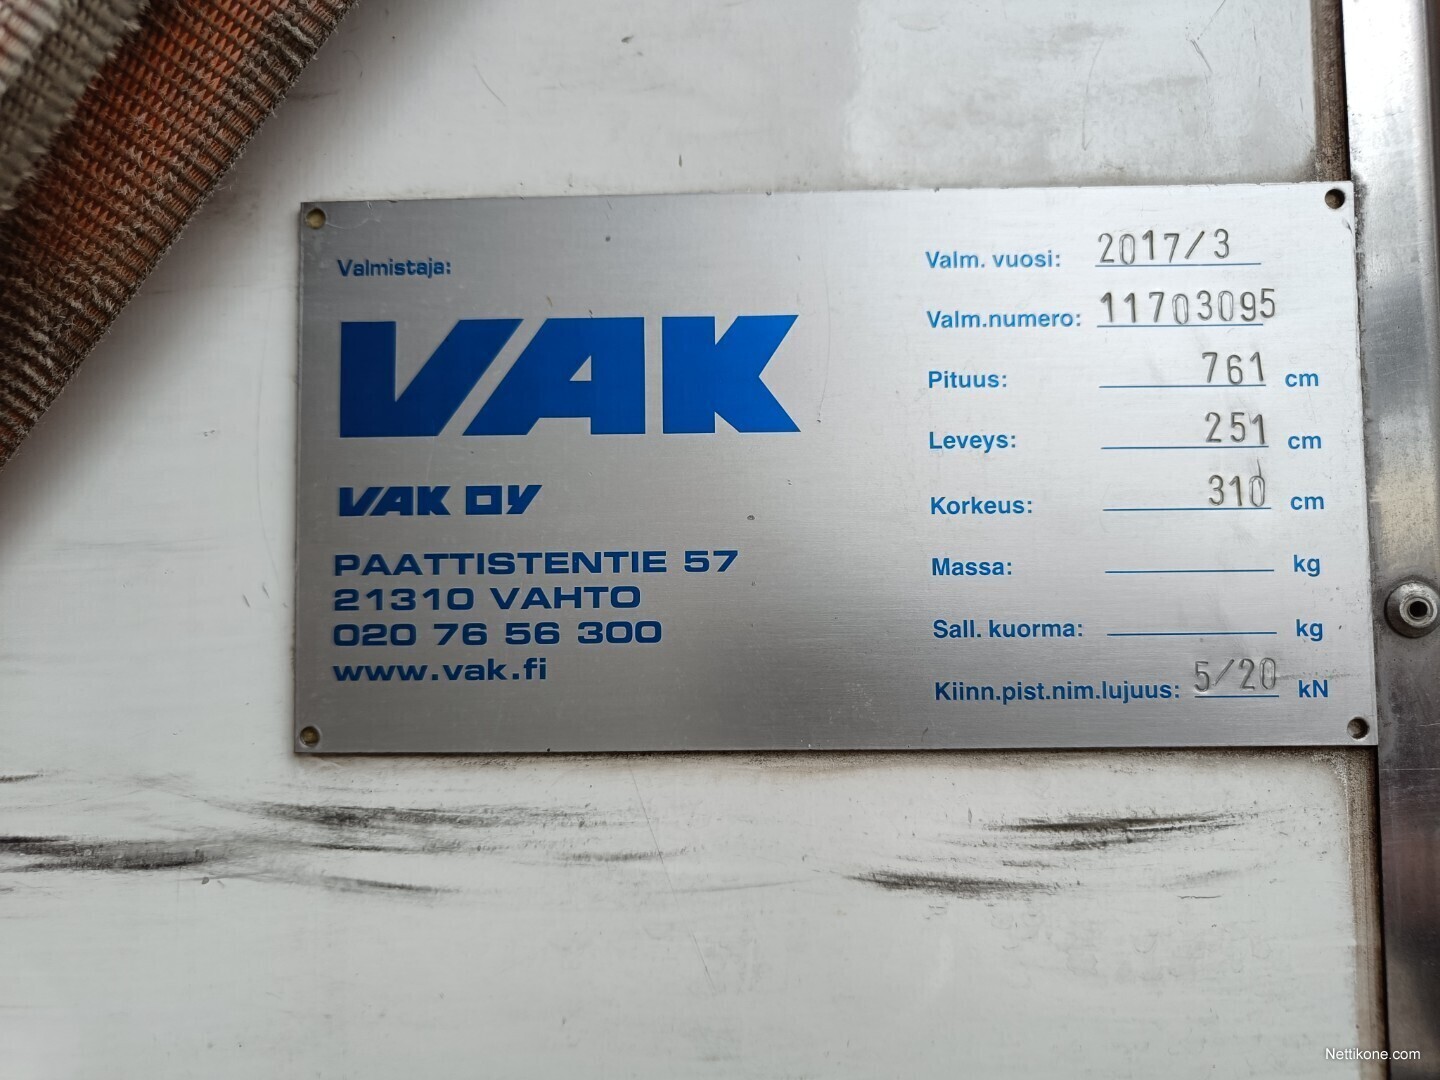 Valmistaja:
VAK
VAK OY
PAATTISTENTIE 57
21310 VAHTO
020 76 56 300
www.vak.fi
Valm. vuosi: 2017/3
Valm.numero: 11703095
Pituus: 761 cm
Leveys: 251 cm
Korkeus: 310 cm
Massa: kg
Sall. kuorma: kg
Kiinn.pist.nim.lujuus: 5/20 kN
Nettikone.com